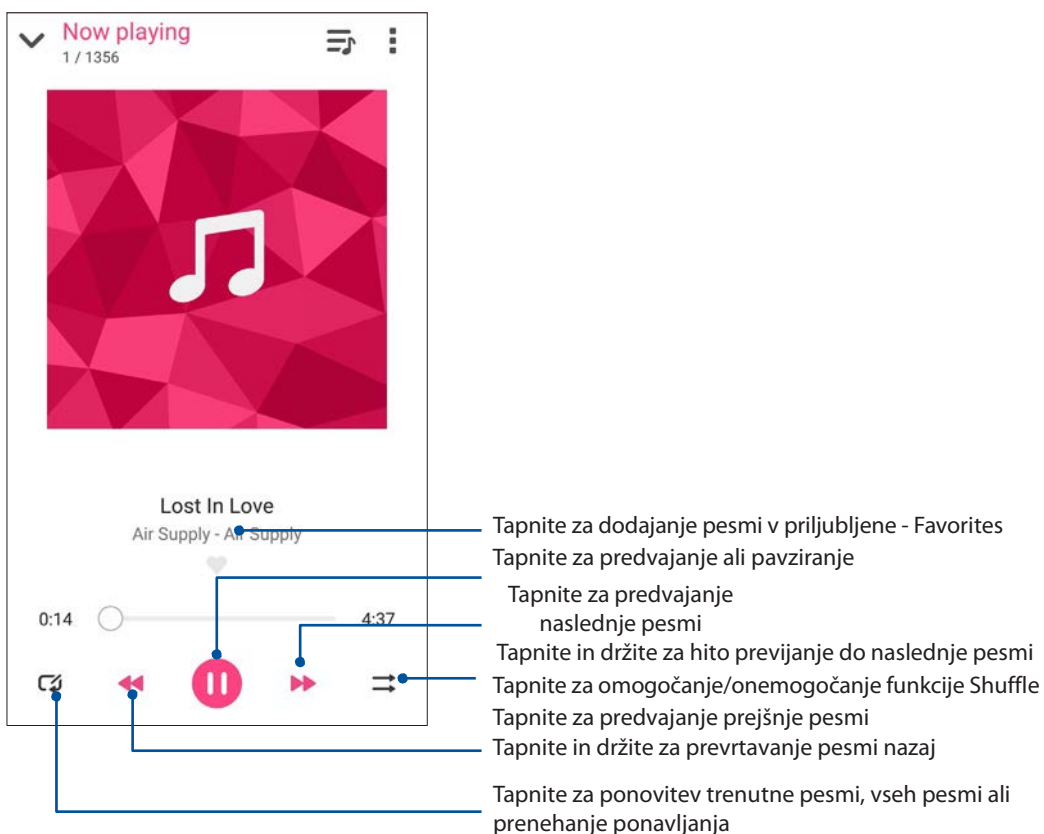 Now playing
1 / 1356
Lost In Love
Air Supply - Air Supply
0:14
4:37
Tapnite za dodajanje pesmi v priljubljene - Favorites
Tapnite za predvajanje ali pavziranje
Tapnite za predvajanje
naslednje pesmi
Tapnite in držite za hito previjanje do naslednje pesmi
Tapnite za omogočanje/onemogočanje funkcije Shuffle
Tapnite za predvajanje prejšnje pesmi
Tapnite in držite za prevrtavanje pesmi nazaj
Tapnite za ponovitev trenutne pesmi, vseh pesmi ali
prenehanje ponavljanja